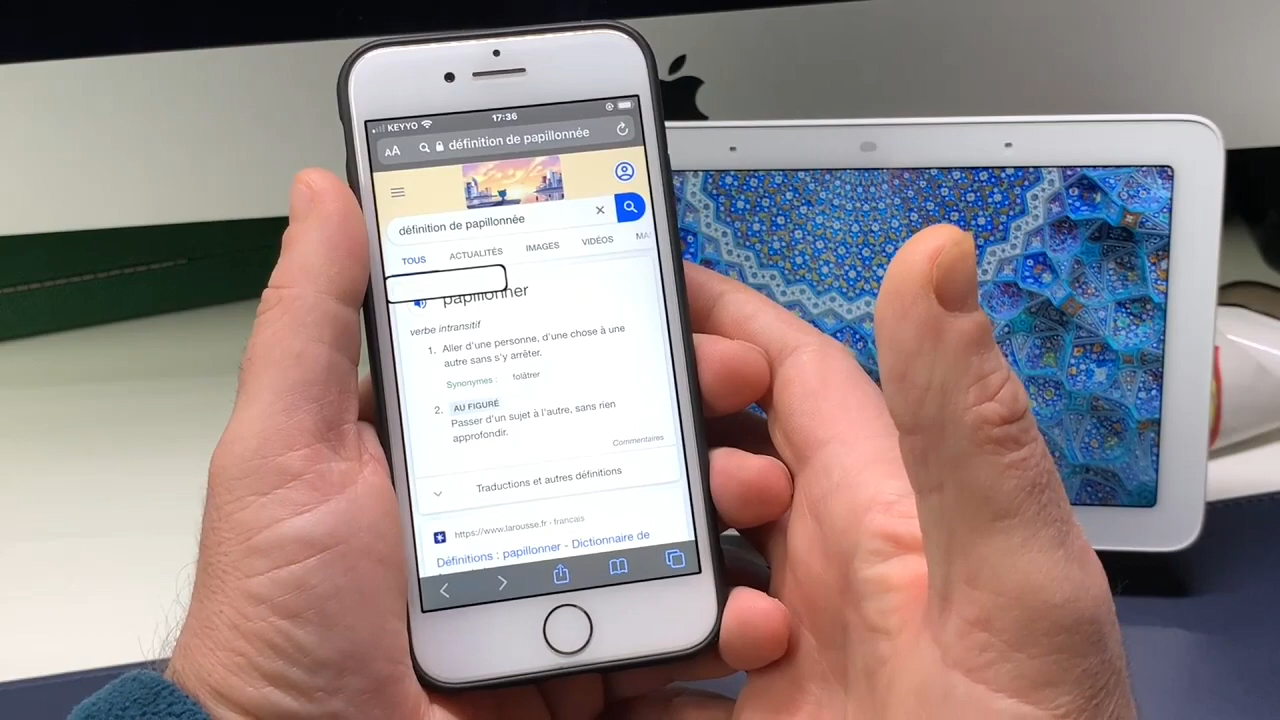 KEYYO
17:36
AA
définition de papillonnée
définition de papillonnée
TOUS
ACTUALITÉS
IMAGES
VIDÉOS
MA
papillonner
verbe intransitif
1. Aller d'une personne, d'une chose à une
autre sans s'y arrêter.
Synonymes : folâtrer
2. AU FIGURÉ
Passer d'un sujet à l'autre, sans rien
approfondir.
Commentaires
Traductions et autres définitions
https://www.larousse.fr › francais
Définitions : papillonner - Dictionnaire de